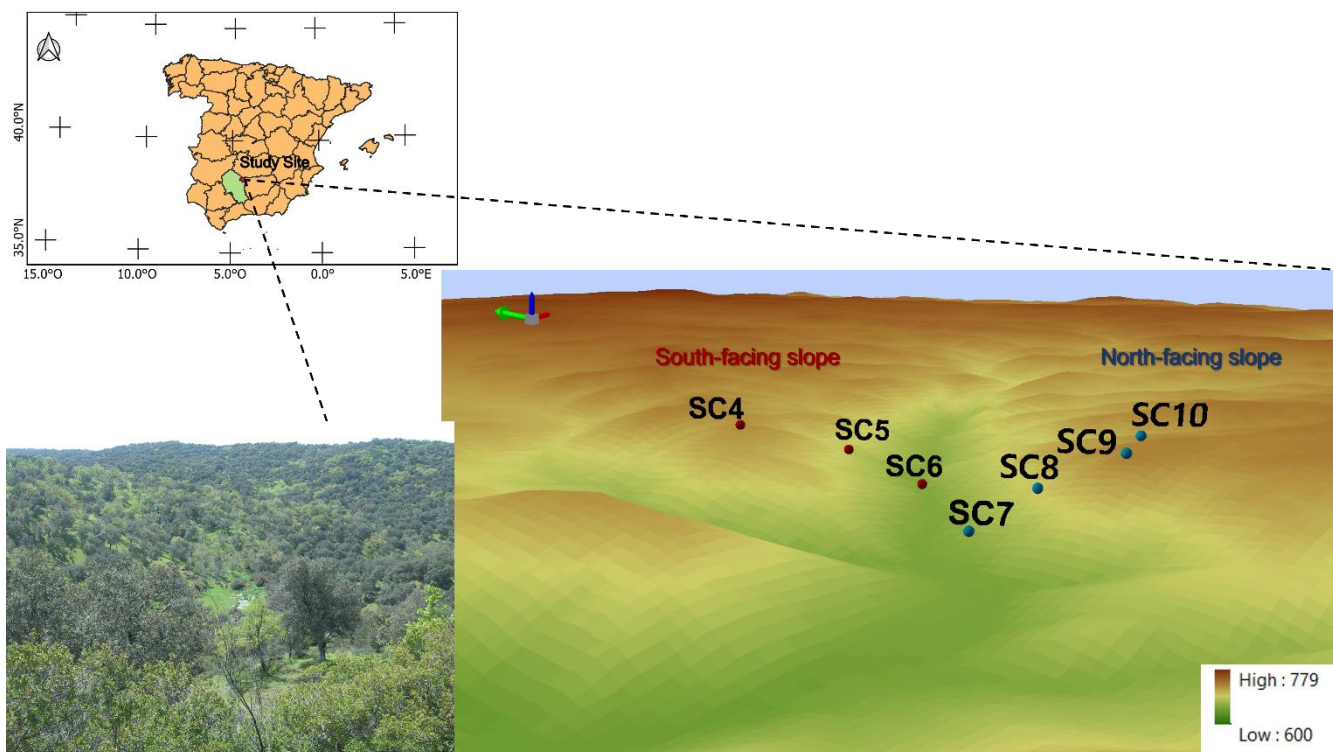 40.0°N
35.0°N
Study Site
15.0°O 10.0°O 5.0°O 0.0° 5.0°E
South-facing slope
North-facing slope
SC4
SC5
SC6
SC7
SC8
SC9
SC10
High : 779
Low : 600